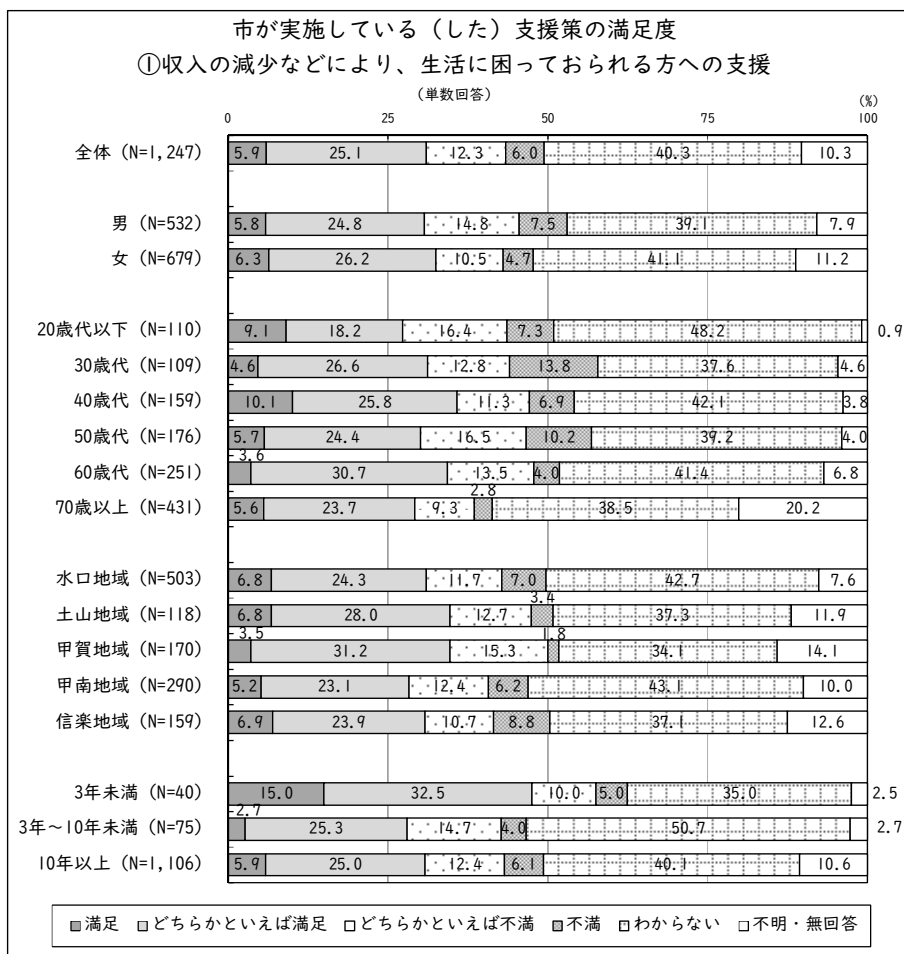 市が実施している（した）支援策の満足度
①収入の減少などにより、生活に困っておられる方への支援
（単数回答）
(%)
0 25 50 75 100
全体 (N=1,247) 5.9 25.1 12.3 6.0 40.3 10.3
男 (N=532) 5.8 24.8 14.8 7.5 39.1 7.9
女 (N=679) 6.3 26.2 10.5 4.7 41.1 11.2
20歳代以下 (N=110) 9.1 18.2 16.4 7.3 48.2 0.9
30歳代 (N=109) 4.6 26.6 12.8 13.8 37.6 4.6
40歳代 (N=159) 10.1 25.8 11.3 6.9 42.1 3.8
50歳代 (N=176) 5.7 24.4 16.5 10.2 39.2 4.0
60歳代 (N=251) 3.6 30.7 13.5 4.0 41.4 6.8
70歳以上 (N=431) 5.6 23.7 9.3 2.8 38.5 20.2
水口地域 (N=503) 6.8 24.3 11.7 7.0 42.7 7.6
土山地域 (N=118) 6.8 28.0 12.7 3.4 37.3 11.9
甲賀地域 (N=170) 3.5 31.2 15.3 1.8 34.1 14.1
甲南地域 (N=290) 5.2 23.1 12.4 6.2 43.1 10.0
信楽地域 (N=159) 6.9 23.9 10.7 8.8 37.1 12.6
3年未満 (N=40) 15.0 32.5 10.0 5.0 35.0 2.5
3年～10年未満 (N=75) 2.7 25.3 14.7 4.0 50.7 2.7
10年以上 (N=1,106) 5.9 25.0 12.4 6.1 40.1 10.6
満足 どちらかといえば満足 どちらかといえば不満 不満 わからない 不明・無回答